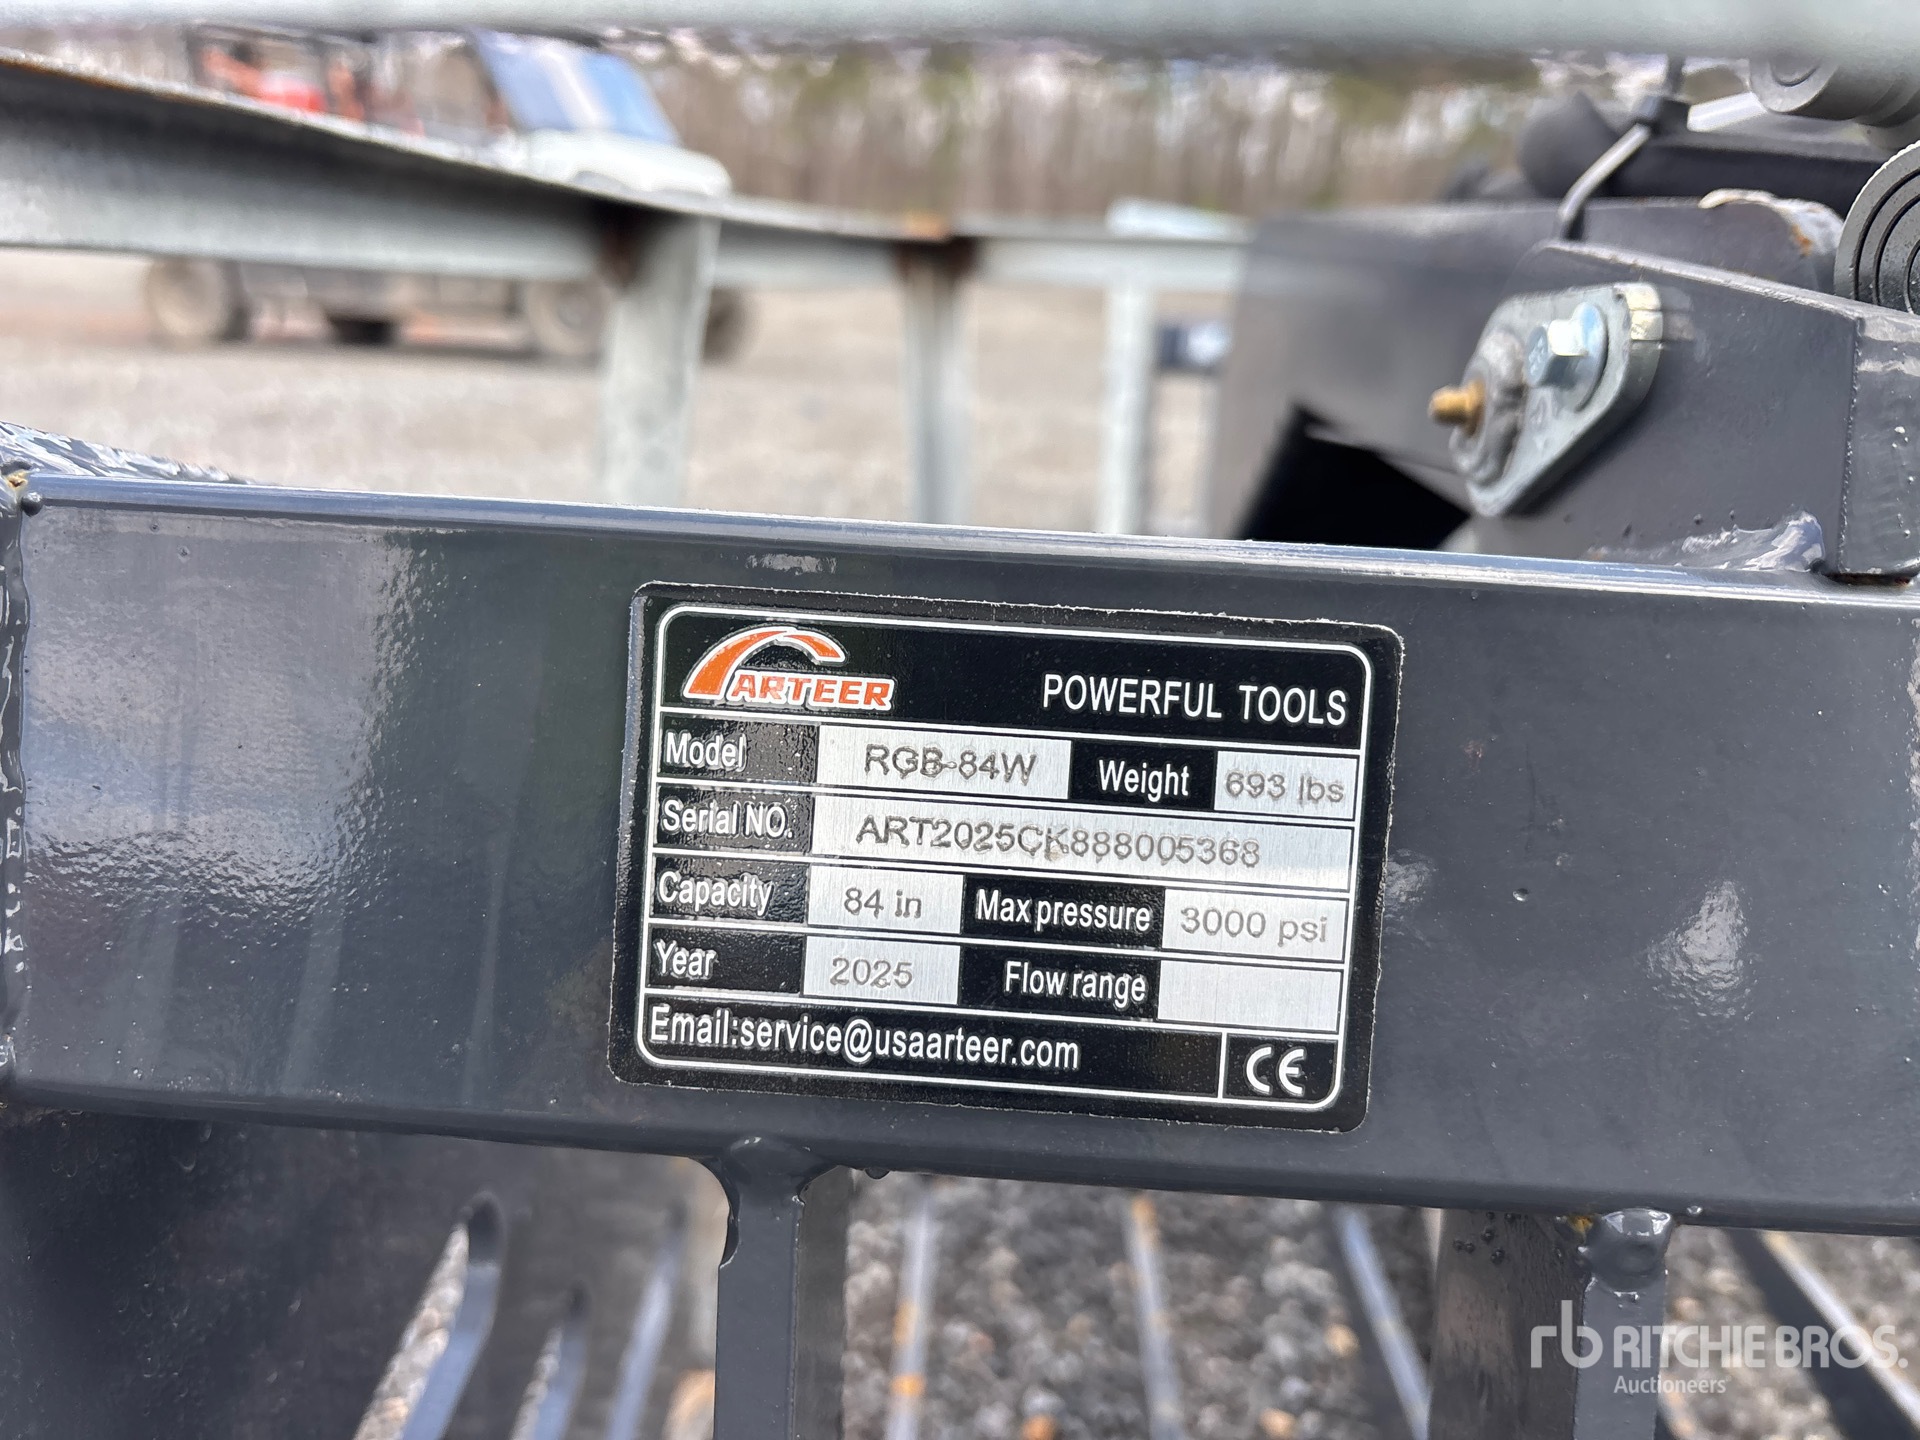 ARTEER
POWERFUL TOOLS
Model RGB-84W Weight 693 lbs
Serial NO. ART2025CK888005368
Capacity 84 in Max pressure 3000 psi
Year 2025 Flow range
Email:service@usaarteer.com CE
rb RITCHIE BROS.
Auctioneers